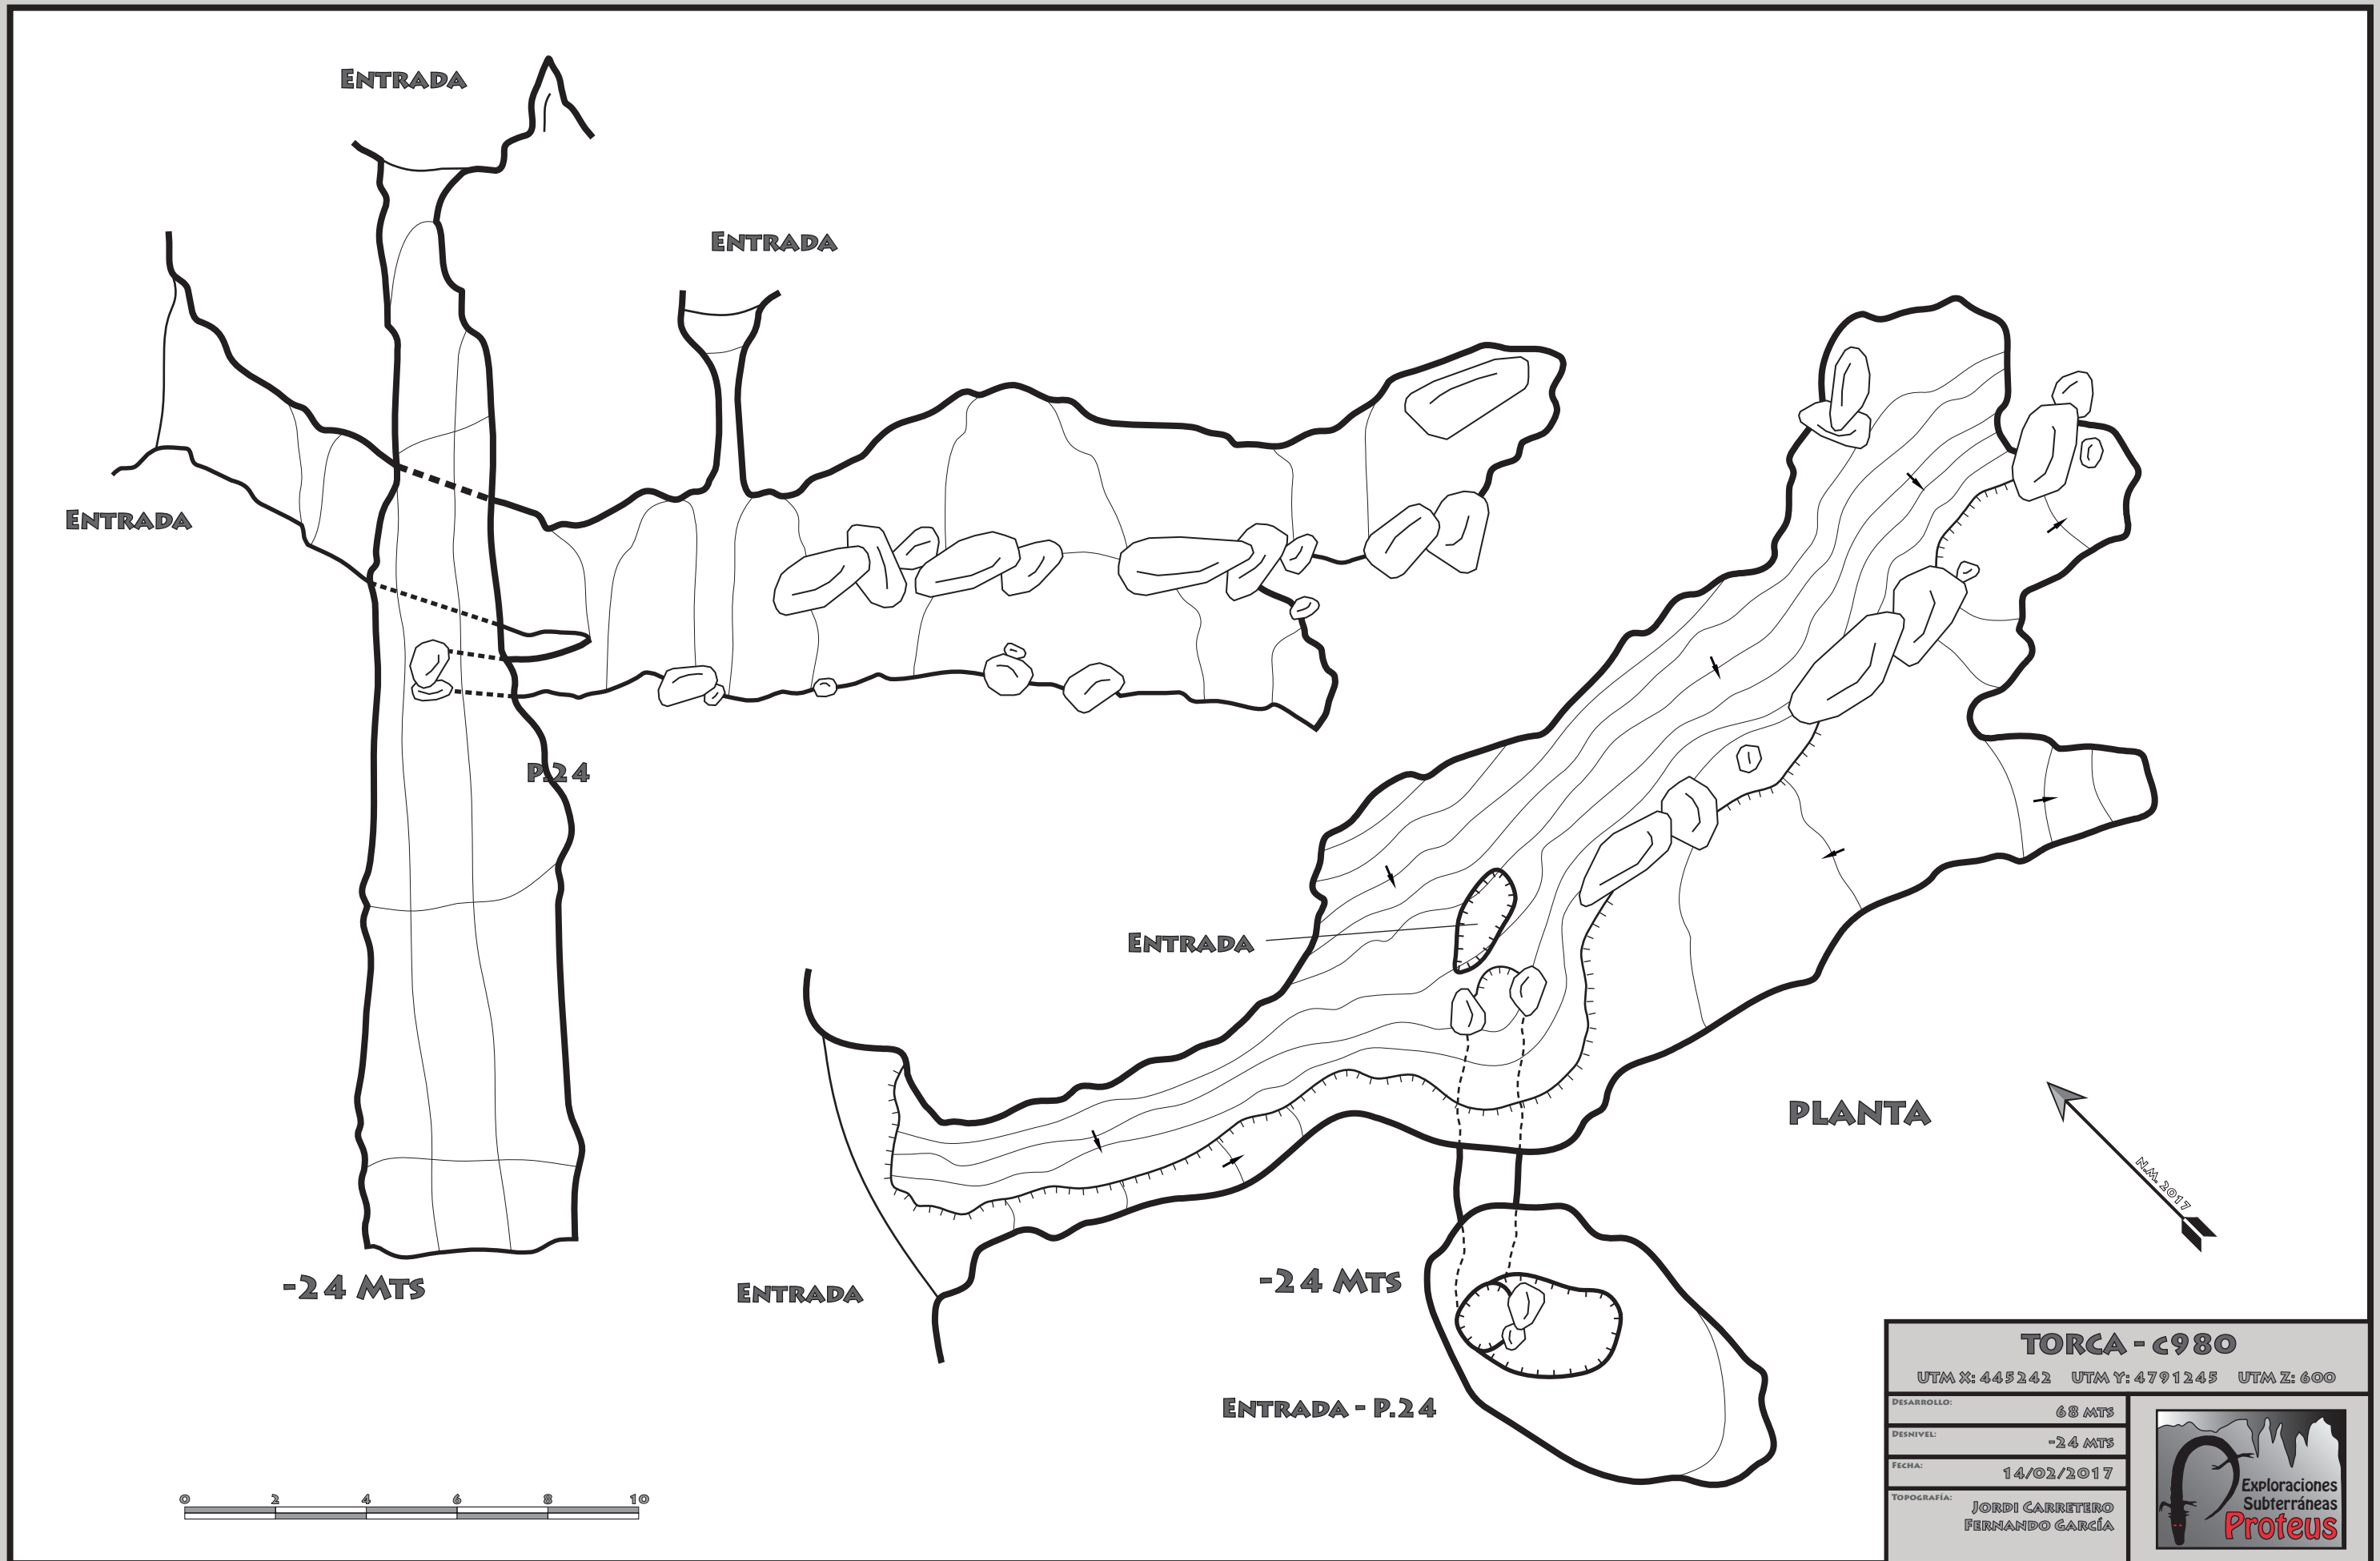 Entrada
Entrada
Entrada
P.24
Entrada
PLANTA
N.M. 2017
-24 Mts
-24 Mts
Entrada
Entrada - P.24
0 2 4 6 8 10
TORCA - c980
UTM X: 445242 UTM Y: 4791245 UTM Z: 600
Desarrollo: 68 mts
Desnivel: -24 mts
Fecha: 14/02/2017
Topografía: Jordi Carretero
Fernando García
Exploraciones
Subterráneas
Proteus